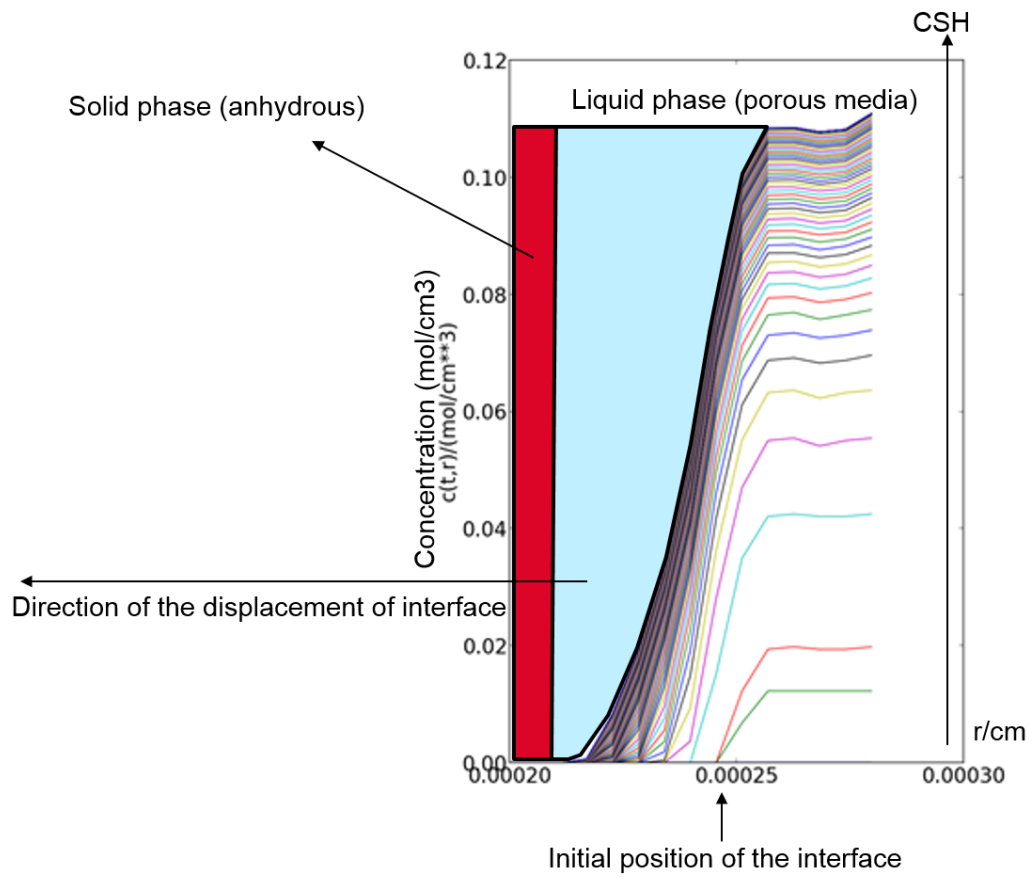 CSH
0.12
Solid phase (anhydrous)
Liquid phase (porous media)
0.10
0.08
Concentration (mol/cm3)
c(t,r)/(mol/cm**3)
0.06
0.04
Direction of the displacement of interface
0.02
r/cm
0.00
0.00020
0.00025
0.00030
Initial position of the interface